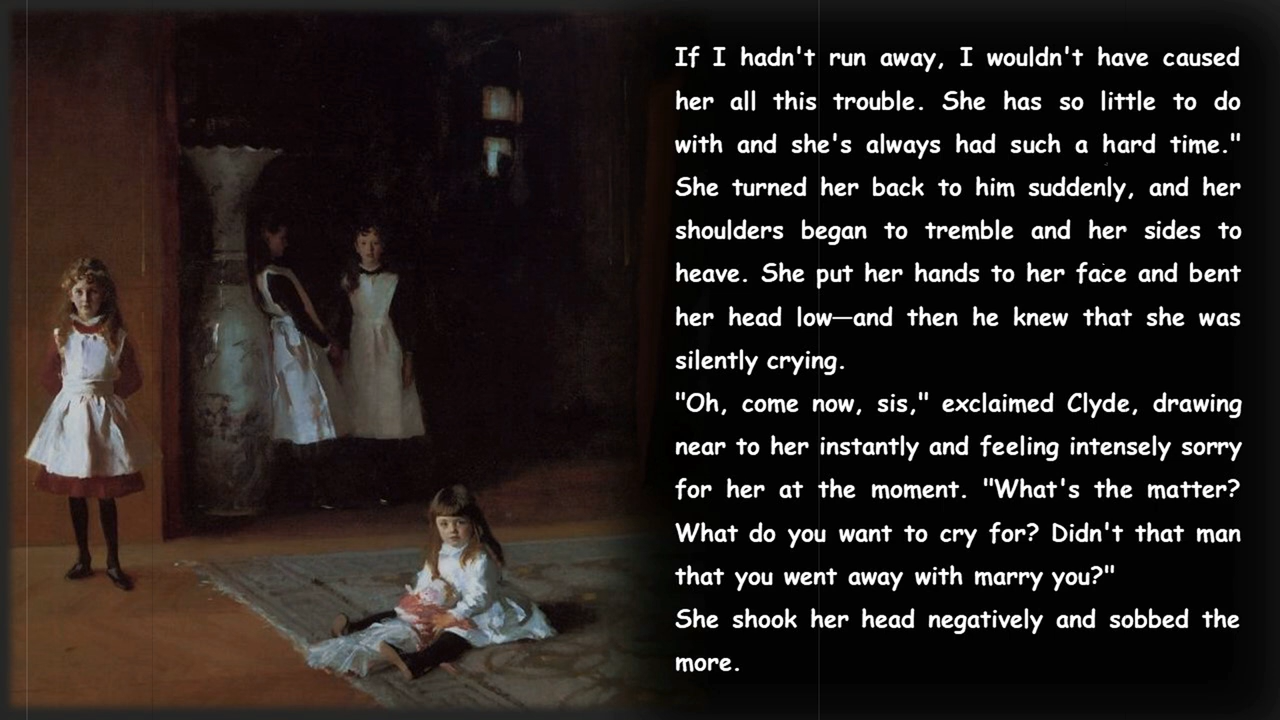 If I hadn't run away, I wouldn't have caused
her all this trouble. She has so little to do
with and she's always had such a hard time."
She turned her back to him suddenly, and her
shoulders began to tremble and her sides to
heave. She put her hands to her face and bent
her head low—and then he knew that she was
silently crying.
"Oh, come now, sis," exclaimed Clyde, drawing
near to her instantly and feeling intensely sorry
for her at the moment. "What's the matter?
What do you want to cry for? Didn't that man
that you went away with marry you?"
She shook her head negatively and sobbed the
more.